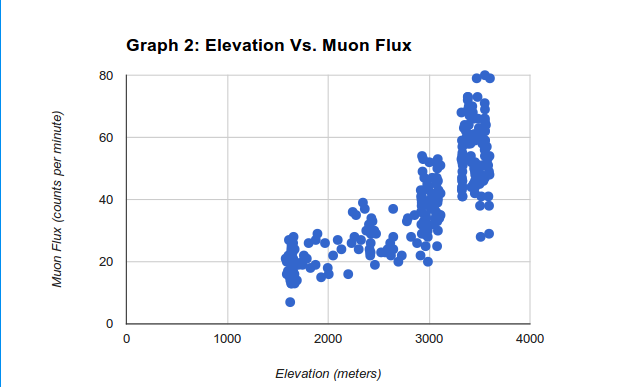 Graph 2: Elevation Vs. Muon Flux
Muon Flux (counts per minute)
80
60
40
20
0
0 1000 2000 3000 4000
Elevation (meters)